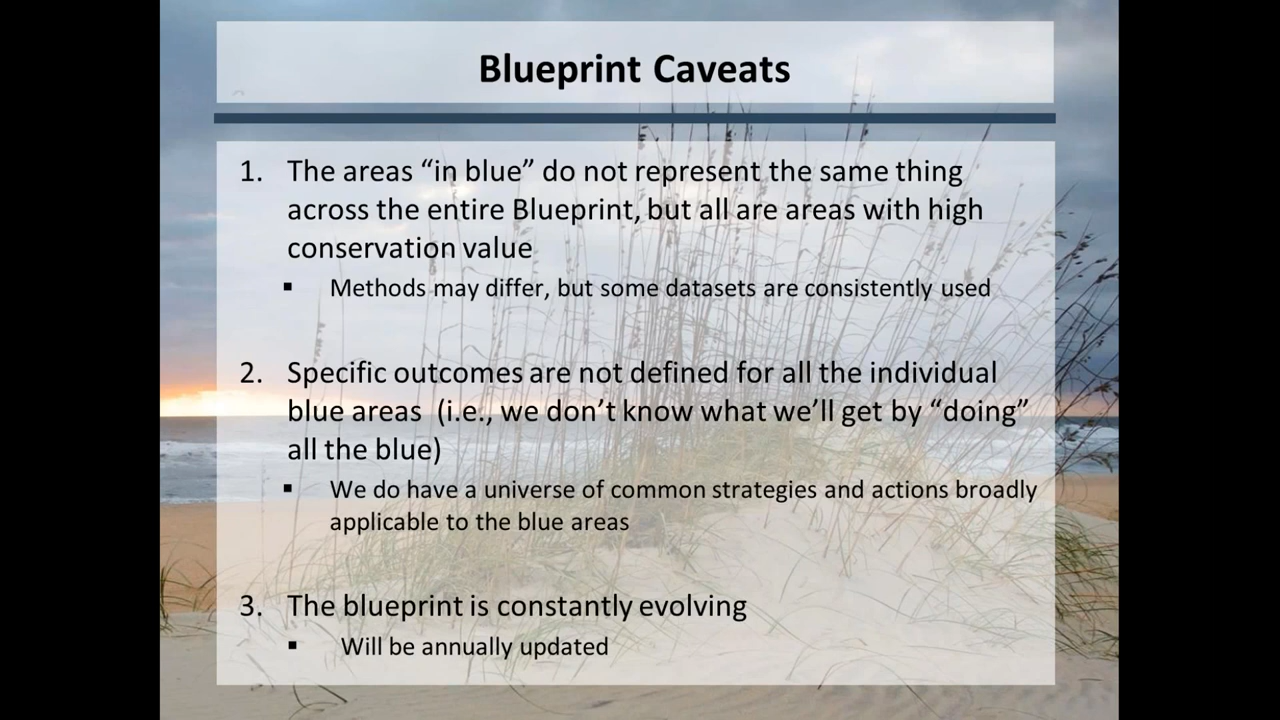 Blueprint Caveats
1. The areas “in blue” do not represent the same thing
across the entire Blueprint, but all are areas with high
conservation value
▪ Methods may differ, but some datasets are consistently used
2. Specific outcomes are not defined for all the individual
blue areas (i.e., we don’t know what we’ll get by “doing”
all the blue)
▪ We do have a universe of common strategies and actions broadly
applicable to the blue areas
3. The blueprint is constantly evolving
▪ Will be annually updated